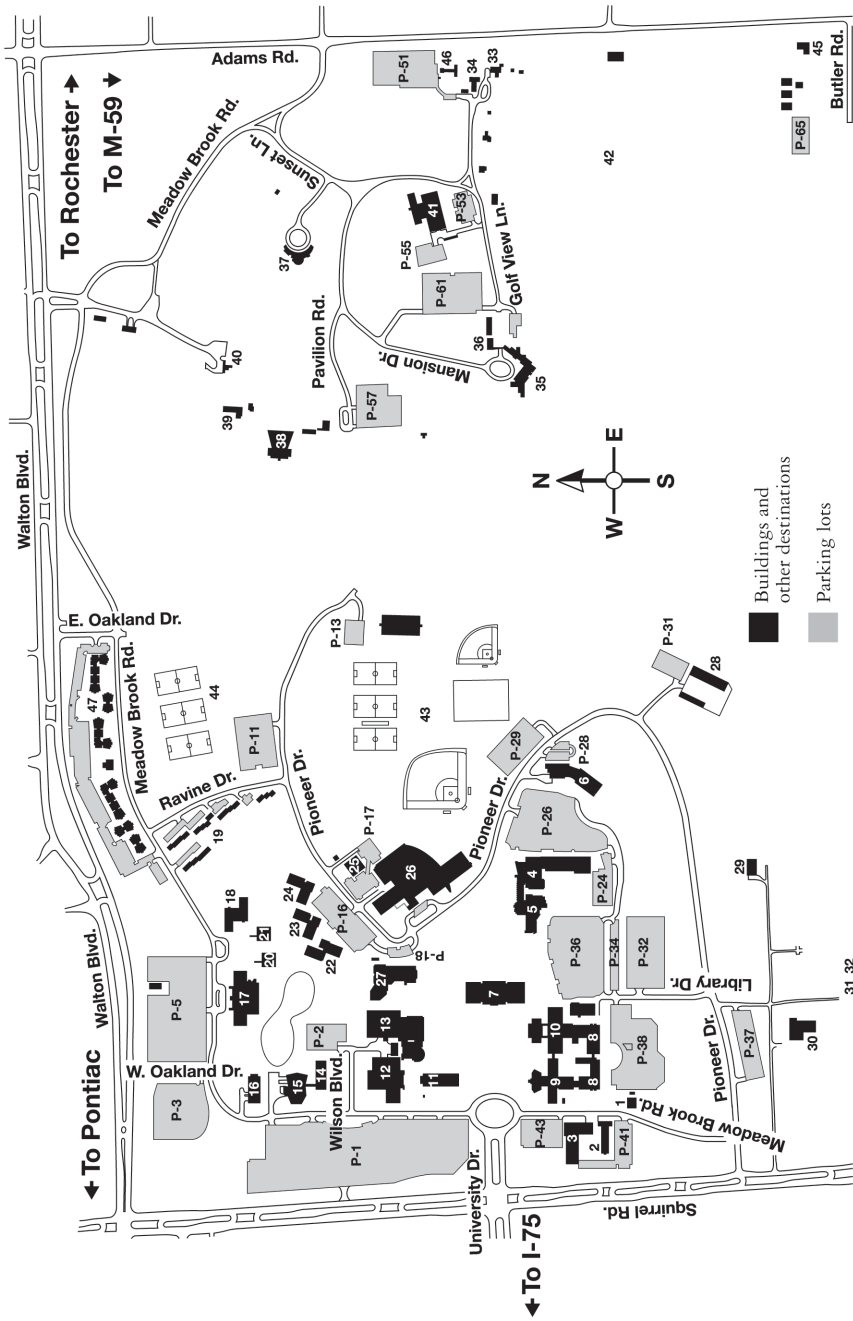 To Rochester →
To M-59 ↓
Adams Rd.
Walton Blvd.
Meadow Brook Rd.
Sunset Ln.
P-51
46
34
33
45
Butler Rd.
P-65
42
37
41
P-53
P-55
P-61
Golf View Ln.
Pavilion Rd.
Mansion Dr.
36
35
40
39
38
P-57
N
W
E
S
Buildings and
other destinations
Parking lots
E. Oakland Dr.
47
Meadow Brook Rd.
44
P-13
43
P-31
28
P-11
Ravine Dr.
Pioneer Dr.
P-29
P-28
6
Pioneer Dr.
19
P-17
25
26
P-26
24
23
22
P-16
P-18
4
5
P-24
29
18
21
20
17
27
7
P-36
P-34
P-32
Library Dr.
31 32
Walton Blvd.
P-5
W. Oakland Dr.
P-3
P-2
13
12
11
10
9
8
8
P-38
P-37
30
Pioneer Dr.
16
15
14
Wilson Blvd.
P-1
1
Meadow Brook Rd.
P-43
3
2
P-41
← To Pontiac
University Dr.
Squirrel Rd.
← To I-75